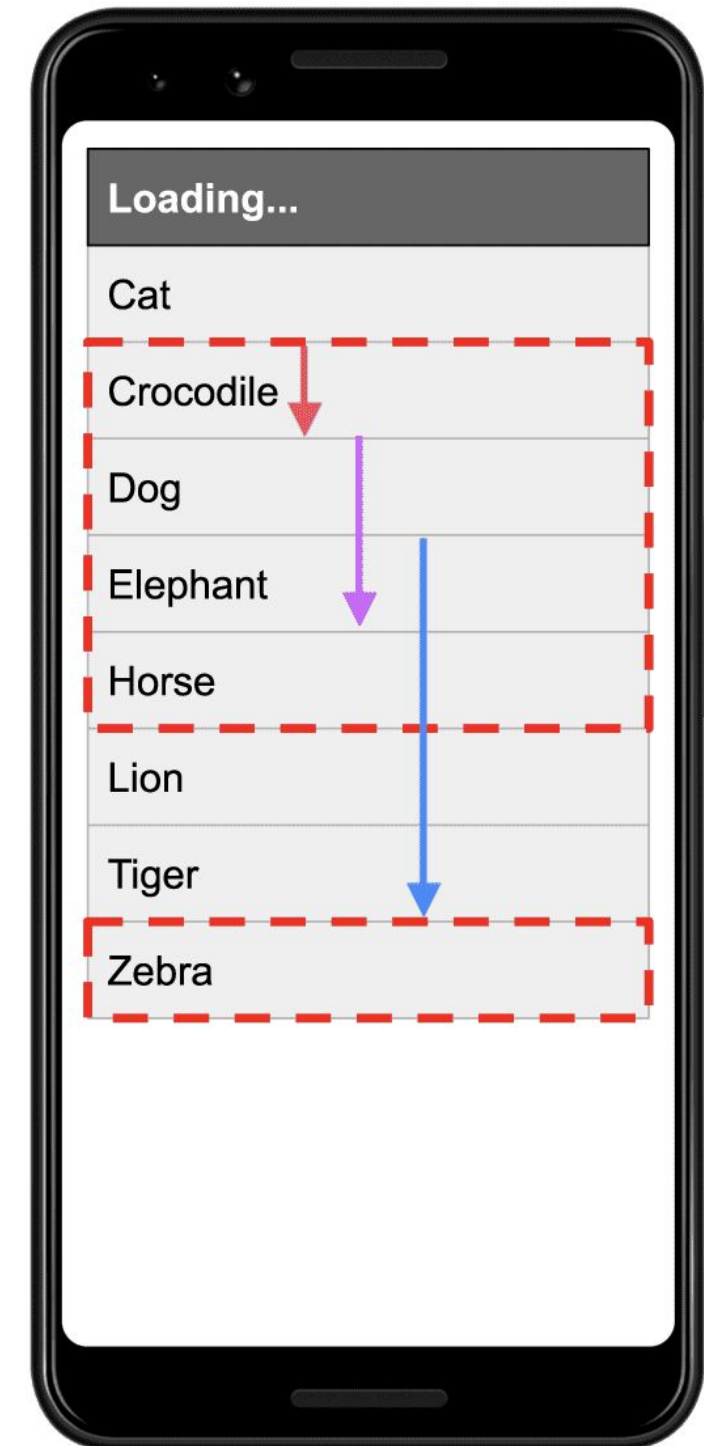 Loading...
Cat
Crocodile
Dog
Elephant
Horse
Lion
Tiger
Zebra